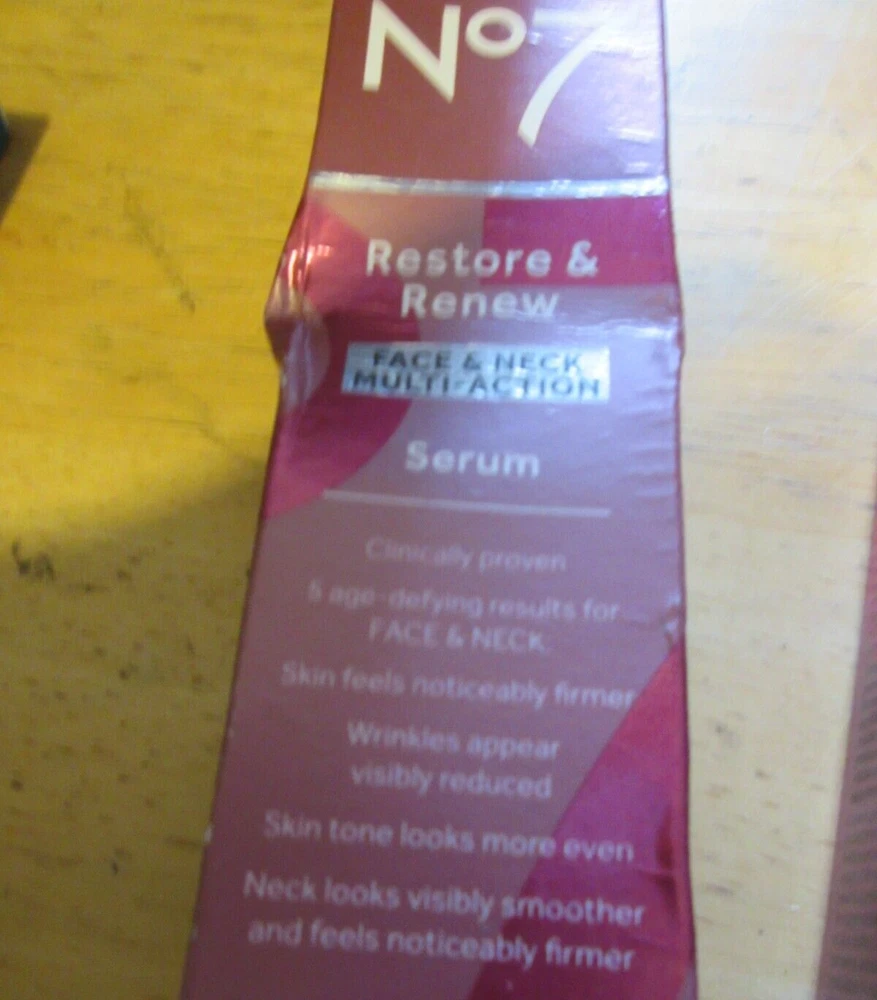 No7
Restore &
Renew
FACE & NECK
MULTI-ACTION
Serum
Clinically proven
5 age-defying results for
FACE & NECK.
Skin feels noticeably firmer
Wrinkles appear
visibly reduced
Skin tone looks more even
Neck looks visibly smoother
and feels noticeably firmer